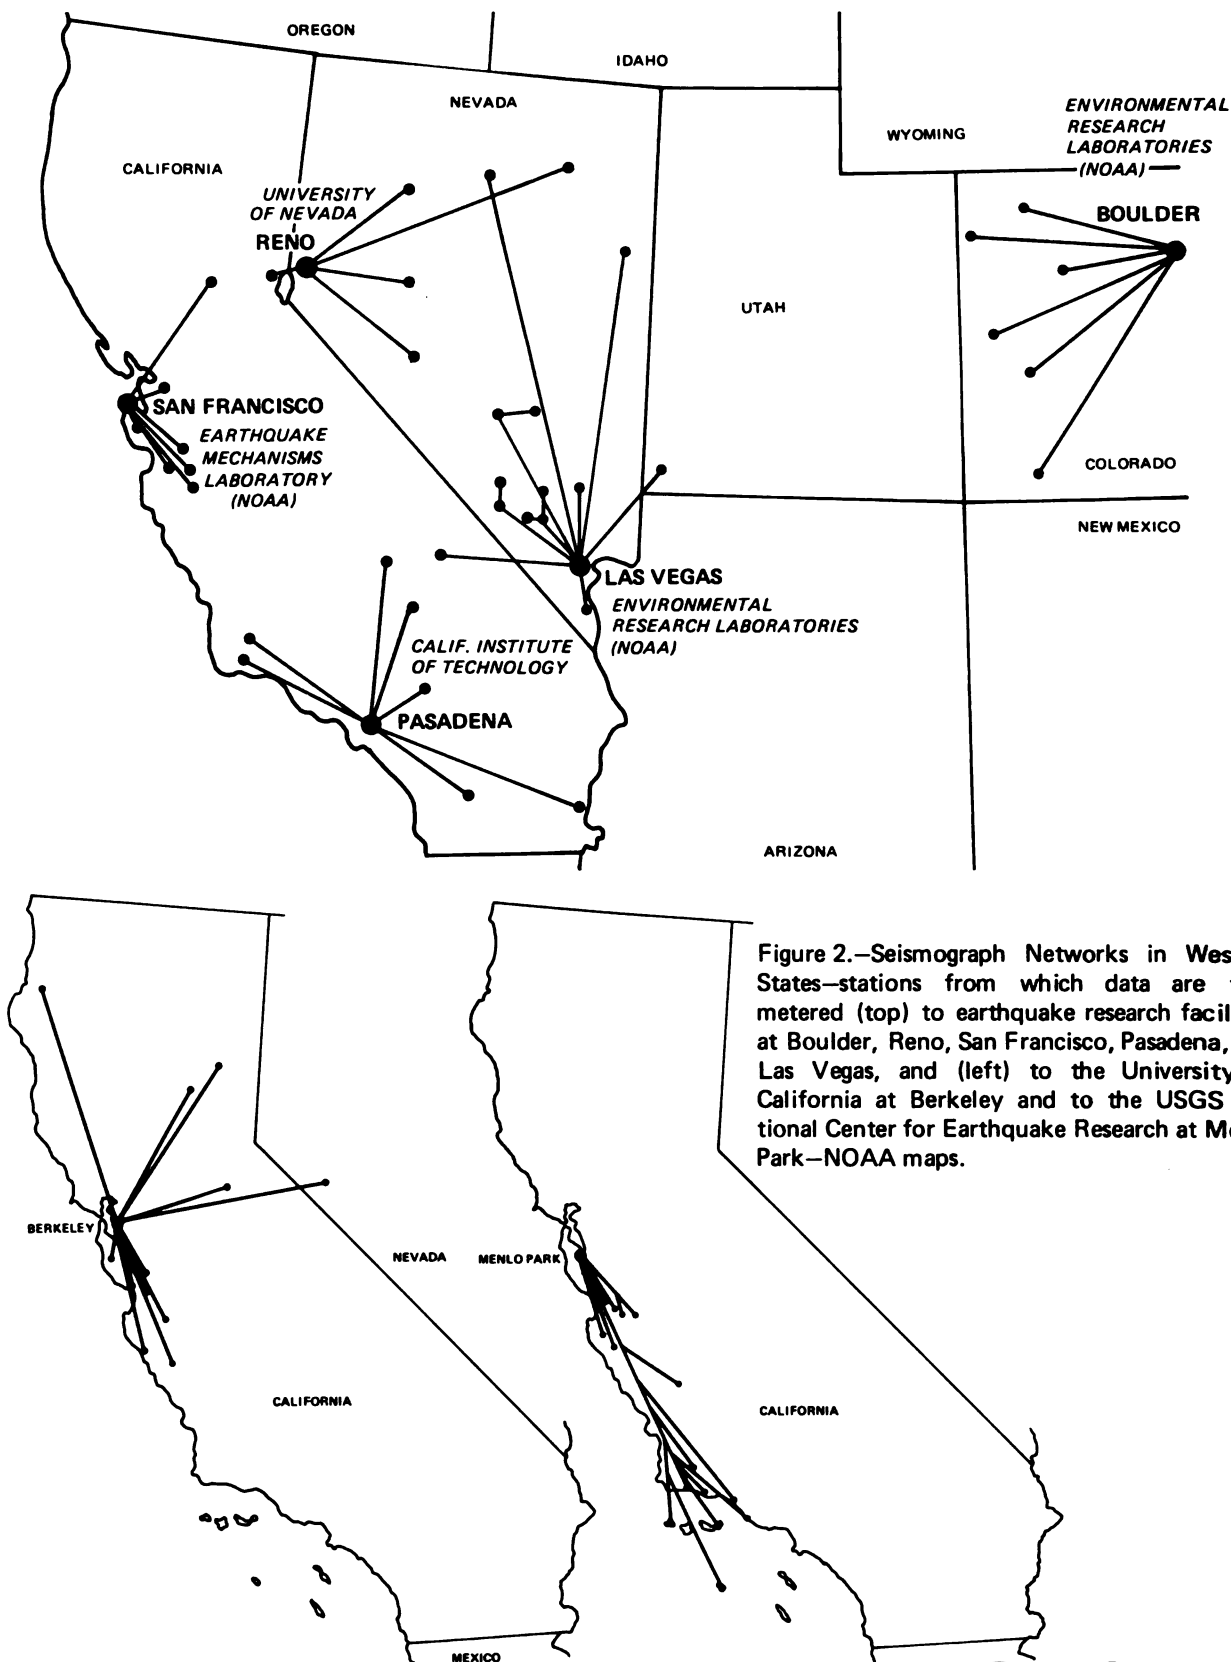 OREGON
IDAHO
NEVADA
WYOMING
ENVIRONMENTAL
RESEARCH
LABORATORIES
(NOAA)
CALIFORNIA
UNIVERSITY
OF NEVADA
RENO
BOULDER
UTAH
SAN FRANCISCO
EARTHQUAKE
MECHANISMS
LABORATORY
(NOAA)
COLORADO
NEW MEXICO
LAS VEGAS
ENVIRONMENTAL
RESEARCH LABORATORIES
(NOAA)
CALIF. INSTITUTE
OF TECHNOLOGY
PASADENA
ARIZONA
Figure 2.—Seismograph Networks in Wes
States—stations from which data are
metered (top) to earthquake research facil
at Boulder, Reno, San Francisco, Pasadena,
Las Vegas, and (left) to the University
California at Berkeley and to the USGS
tional Center for Earthquake Research at M
Park—NOAA maps.
BERKELEY
NEVADA
MENLO PARK
CALIFORNIA
CALIFORNIA
MEXICO